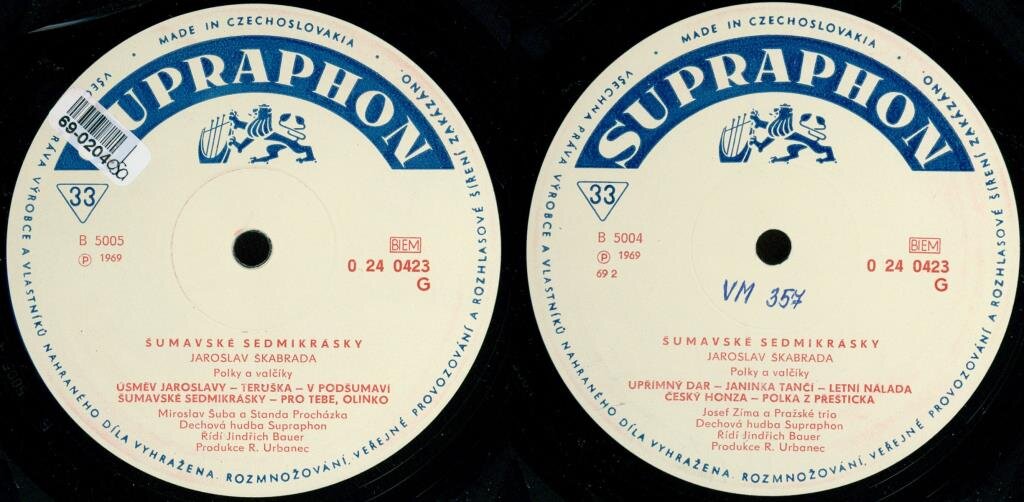 MADE IN CZECHOSLOVAKIA
SUPRAPHON
69-0204
33
B 5005
BIEM
Ⓟ 1969
0 24 0423
G
ŠUMAVSKÉ SEDMIKRÁSKY
JAROSLAV ŠKABRADA
Polky a valčíky
ÚSMĚV JAROSLAVY – TERUŠKA – V PODŠUMAVÍ
ŠUMAVSKÉ SEDMIKRÁSKY – PRO TEBE, OLINKO
Miroslav Šuba a Standa Procházka
Dechová hudba Supraphon
Řídí Jindřich Bauer
Produkce R. Urbanec
PRÁVA VÝROBCE A VLASTNÍKŮ NAHRANÉHO DÍLA VYHRAŽENA. ROZMNOŽOVÁNÍ, VEŘEJNÉ PROVOZOVÁNÍ A ROZHLASOVÉ ŠÍŘENÍ ZAKÁZÁNO.
MADE IN CZECHOSLOVAKIA
SUPRAPHON
33
B 5004
BIEM
Ⓟ 1969
0 24 0423
69 2
G
VM 357
ŠUMAVSKÉ SEDMIKRÁSKY
JAROSLAV ŠKABRADA
Polky a valčíky
UPŘÍMNÝ DAR – JANINKA TANČÍ – LETNÍ NÁLADA
ČESKÝ HONZA – POLKA Z PŘEŠTICKA
Josef Zíma a Pražské trio
Dechová hudba Supraphon
Řídí Jindřich Bauer
Produkce R. Urbanec
VŠECHNA PRÁVA VÝROBCE A VLASTNÍKŮ NAHRANÉHO DÍLA VYHRAŽENA. ROZMNOŽOVÁNÍ, VEŘEJNÉ PROVOZOVÁNÍ A ROZHLASOVÉ ŠÍŘENÍ ZAKÁZÁNO.